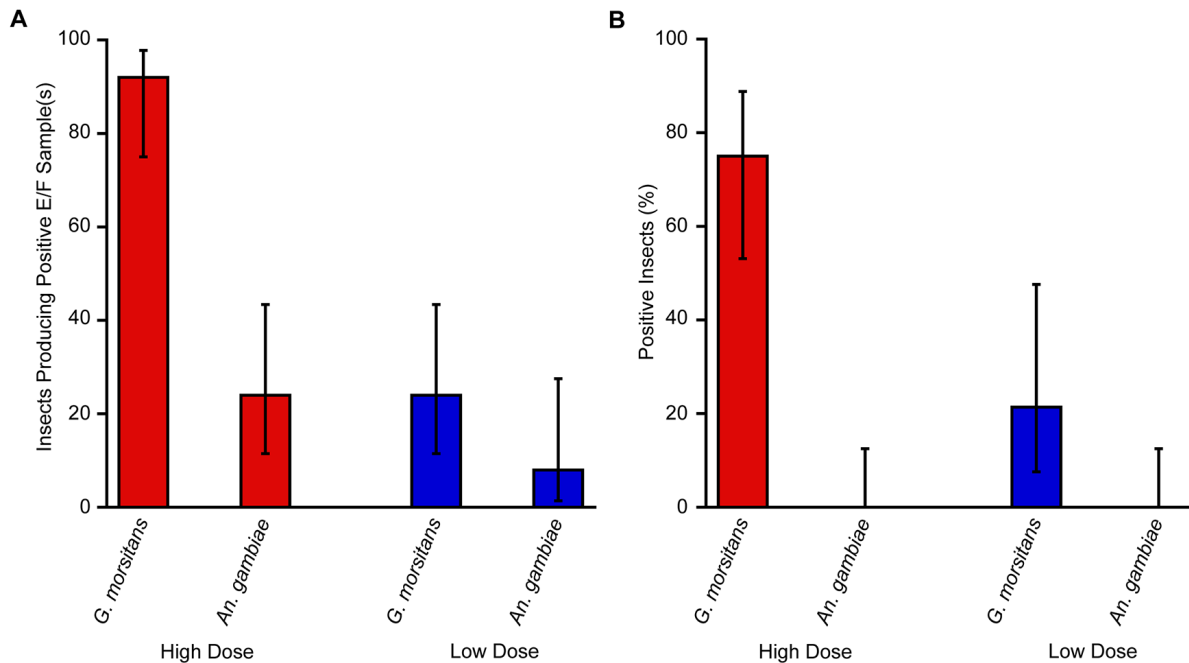 A
Insects Producing Positive E/F Sample(s)
100
80
60
40
20
0
G. morsitans
An. gambiae
G. morsitans
An. gambiae
High Dose
Low Dose
B
Positive Insects (%)
100
80
60
40
20
0
G. morsitans
An. gambiae
G. morsitans
An. gambiae
High Dose
Low Dose